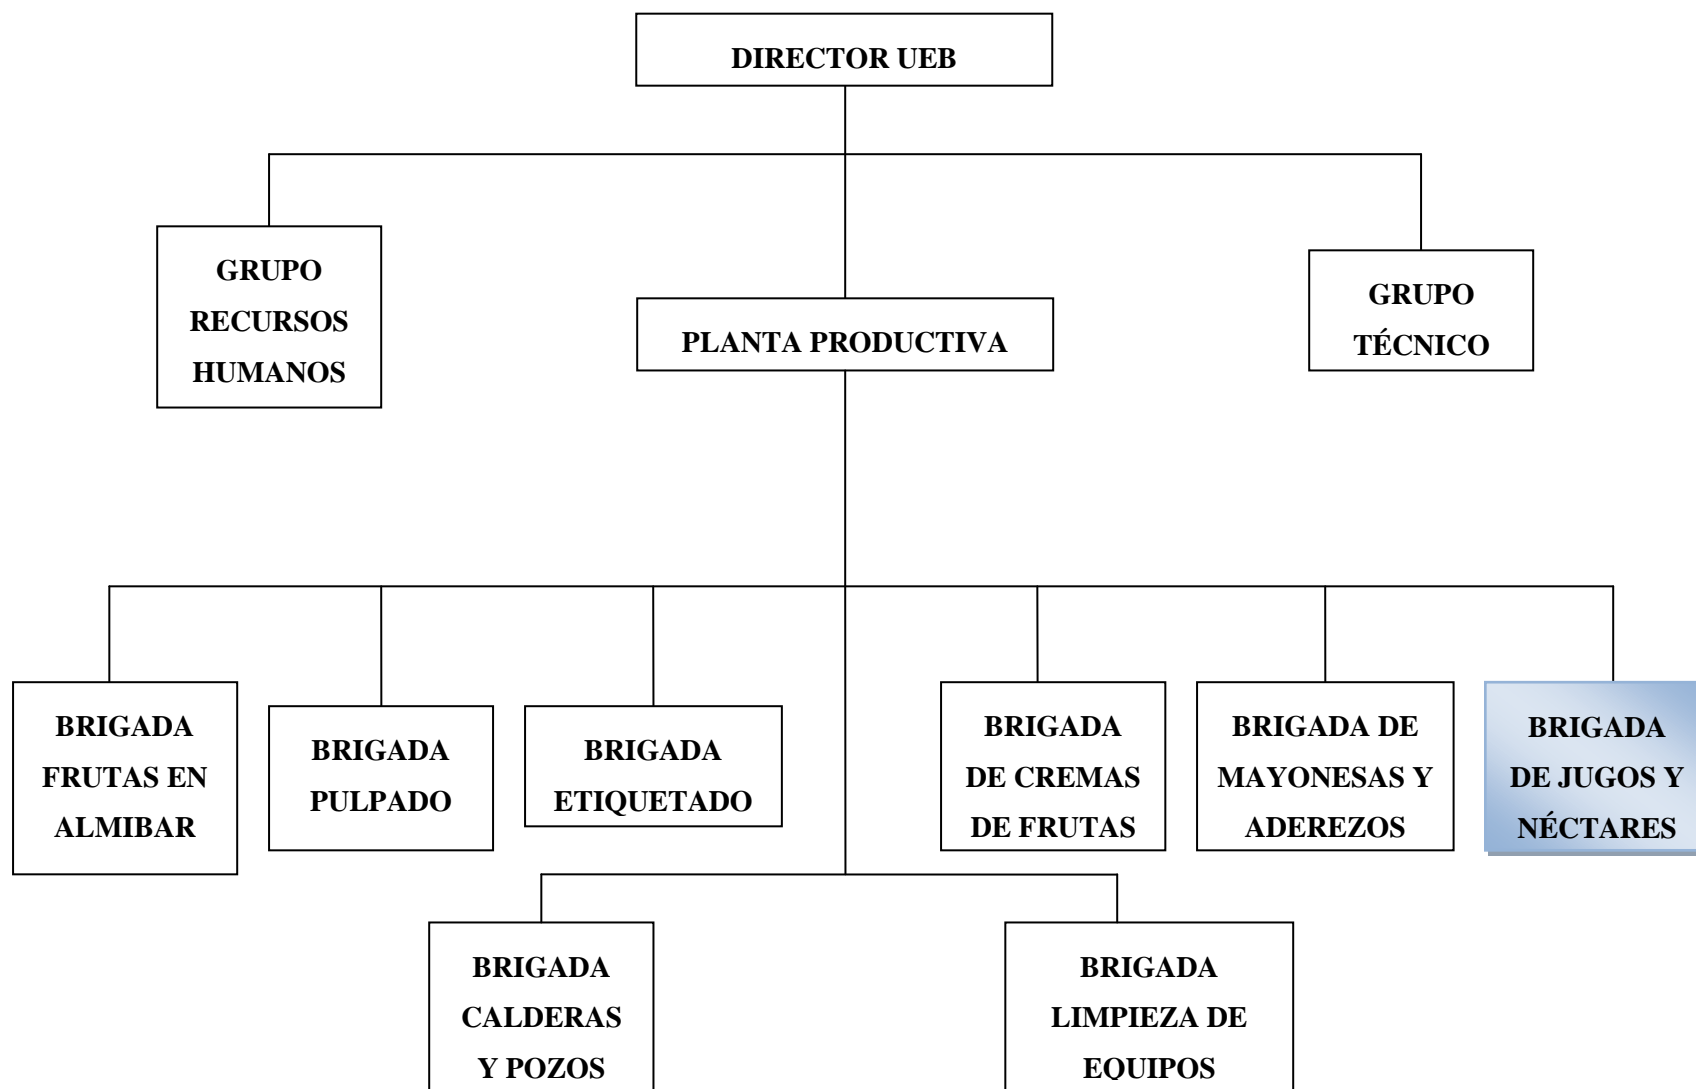 DIRECTOR UEB
GRUPO
RECURSOS
HUMANOS
PLANTA PRODUCTIVA
GRUPO
TÉCNICO
BRIGADA
FRUTAS EN
ALMIBAR
BRIGADA
PULPADO
BRIGADA
ETIQUETADO
BRIGADA
DE CREMAS
DE FRUTAS
BRIGADA DE
MAYONESAS Y
ADEREZOS
BRIGADA
DE JUGOS Y
NÉCTARES
BRIGADA
CALDERAS
Y POZOS
BRIGADA
LIMPIEZA DE
EQUIPOS